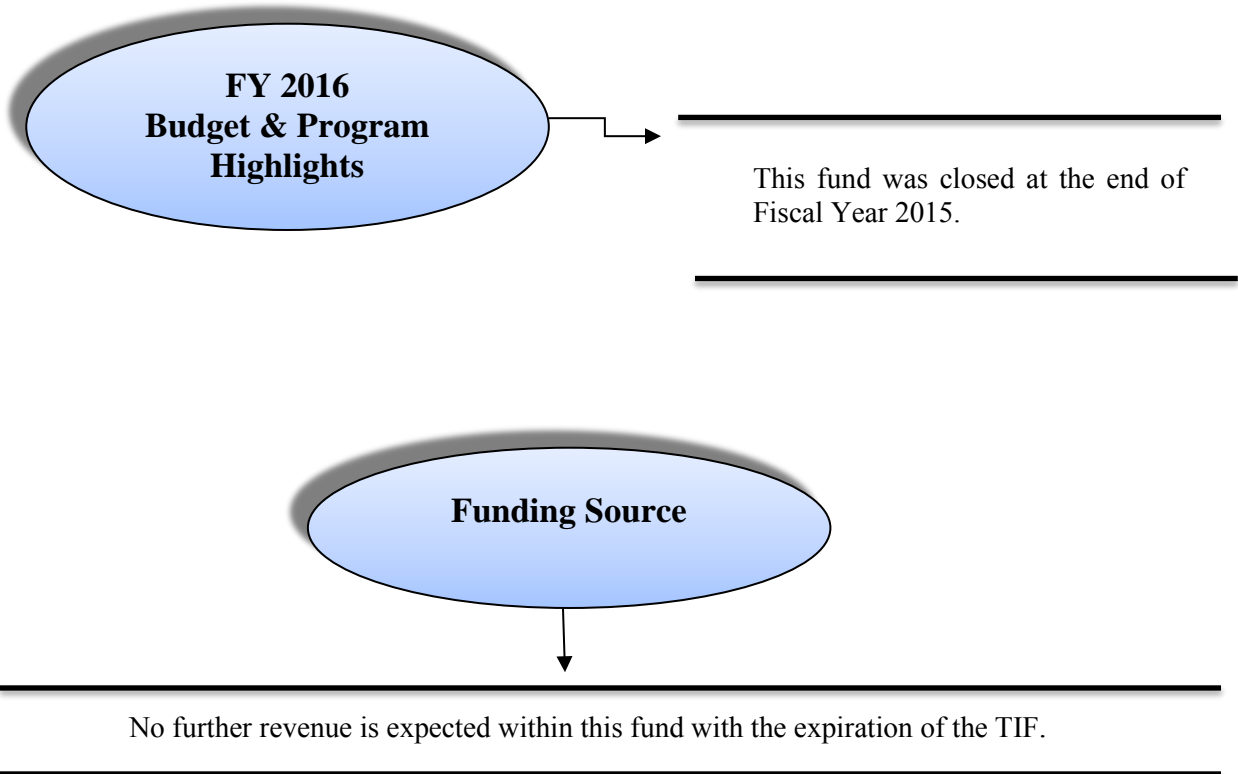 FY 2016
Budget & Program
Highlights
This fund was closed at the end of
Fiscal Year 2015.
Funding Source
No further revenue is expected within this fund with the expiration of the TIF.